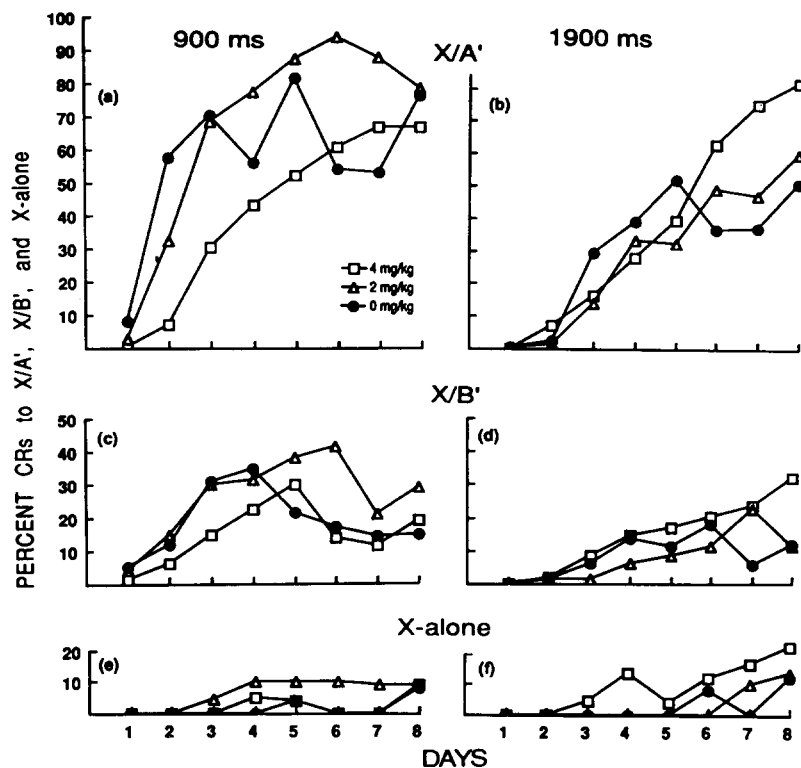 900 ms
X/A'
1900 ms
PERCENT CRs to X/A', X/B', and X-alone
100
90
80
70
60
50
40
30
20
10
(a)
(b)
4 mg/kg
2 mg/kg
0 mg/kg
X/B'
50
40
30
20
10
(c)
(d)
X-alone
20
10
(e)
(f)
1 2 3 4 5 6 7 8
1 2 3 4 5 6 7 8
DAYS